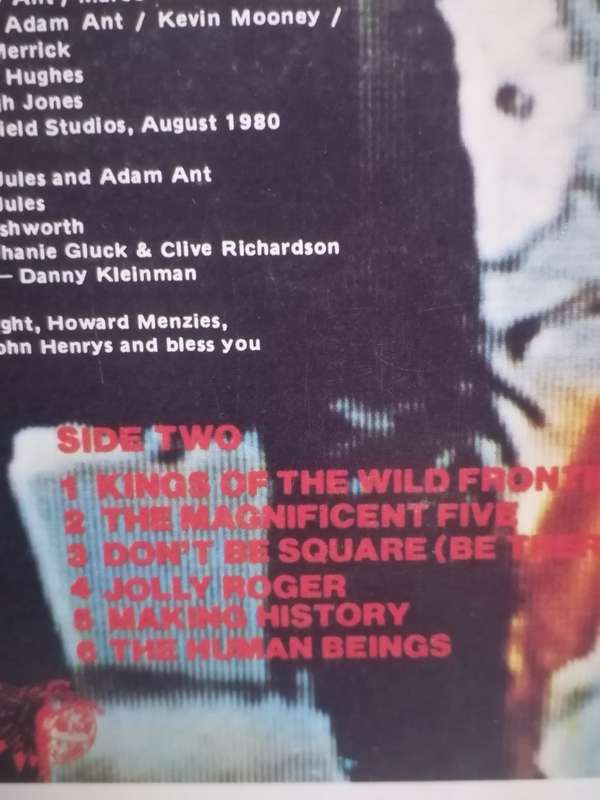 Adam Ant / Kevin Mooney /
Merrick
Hughes
gh Jones
ield Studios, August 1980
Jules and Adam Ant
Jules
shworth
hanie Gluck & Clive Richardson
— Danny Kleinman
ght, Howard Menzies,
ohn Henrys and bless you
SIDE TWO
1 KINGS OF THE WILD FRONTIE
2 THE MAGNIFICENT FIVE
3 DON'T BE SQUARE (BE THER
4 JOLLY ROGER
5 MAKING HISTORY
6 THE HUMAN BEINGS